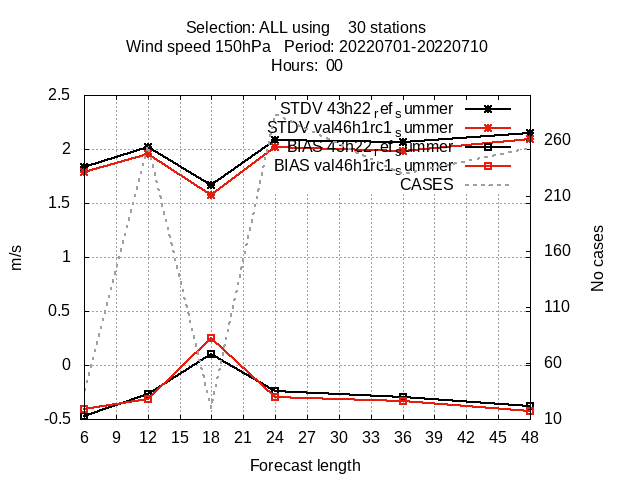 Selection: ALL using 30 stations
Wind speed 150hPa Period: 20220701-20220710
Hours: 00
2.5
2
1.5
1
0.5
0
-0.5
m/s
STDV 43h22_ref_summer
STDV val46h1rc1_summer
BIAS 43h22_ref_summer
BIAS val46h1rc1_summer
CASES
260
210
160
110
60
10
No cases
6 9 12 15 18 21 24 27 30 33 36 39 42 45 48
Forecast length